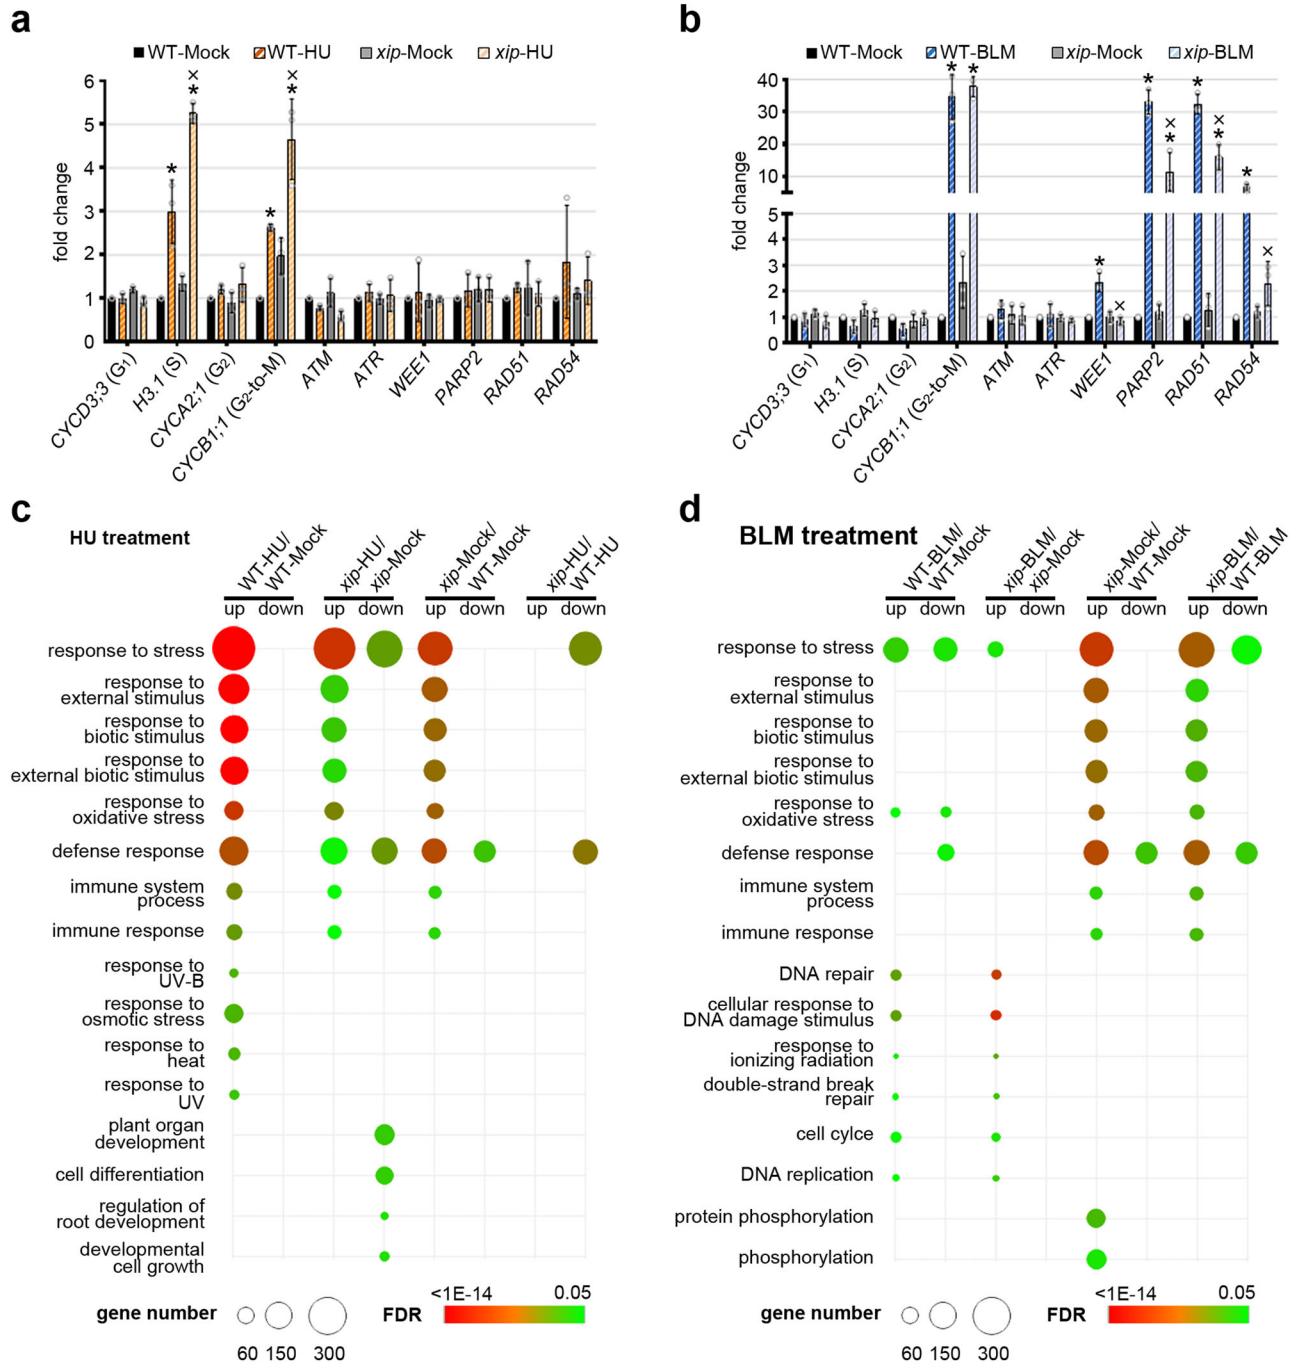 a
WT-Mock WT-HU xip-Mock xip-HU
fold change
6
5
4
3
2
1
0
× * * × * *
CYCD3;3 (G1)
H3.1 (S)
CYCA2;1 (G2)
CYCB1;1 (G2-to-M)
ATM
ATR
WEE1
PARP2
RAD51
RAD54
b
WT-Mock WT-BLM xip-Mock xip-BLM
fold change
40
30
20
10
5
4
3
2
1
0
* * * × * * × * * × * ×
CYCD3;3 (G1)
H3.1 (S)
CYCA2;1 (G2)
CYCB1;1 (G2-to-M)
ATM
ATR
WEE1
PARP2
RAD51
RAD54
c
HU treatment
WT-HU/
WT-Mock
xip-HU/
xip-Mock
xip-Mock/
WT-Mock
xip-HU/
WT-HU
up down up down up down up down
response to stress
response to
external stimulus
response to
biotic stimulus
response to
external biotic stimulus
response to
oxidative stress
defense response
immune system
process
immune response
response to
UV-B
response to
osmotic stress
response to
heat
response to
UV
plant organ
development
cell differentiation
regulation of
root development
developmental
cell growth
gene number
60 150 300
FDR
<1E-14 0.05
d
BLM treatment
WT-BLM/
WT-Mock
xip-BLM/
xip-Mock
xip-Mock/
WT-Mock
xip-BLM/
WT-BLM
up down up down up down up down
response to stress
response to
external stimulus
response to
biotic stimulus
response to
external biotic stimulus
response to
oxidative stress
defense response
immune system
process
immune response
DNA repair
cellular response to
DNA damage stimulus
response to
ionizing radiation
double-strand break
repair
cell cylce
DNA replication
protein phosphorylation
phosphorylation
gene number
60 150 300
FDR
<1E-14 0.05